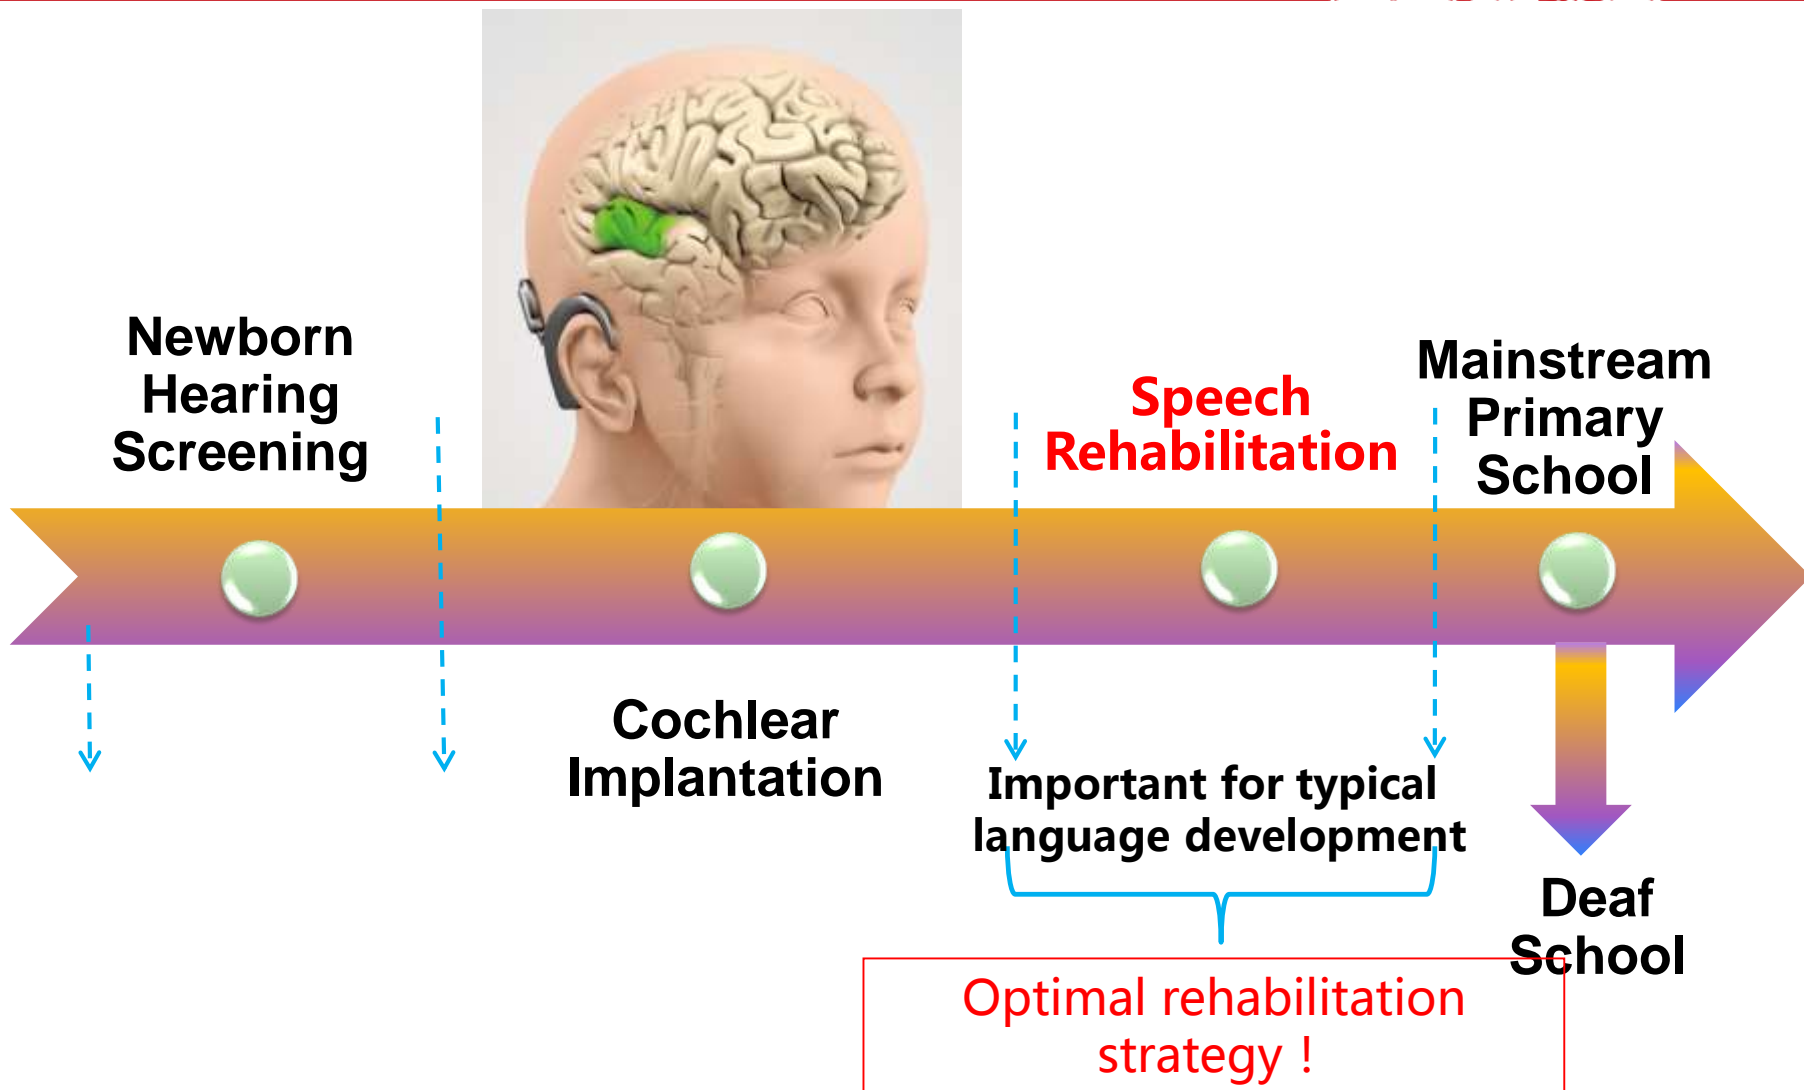 Newborn
Hearing
Screening
Cochlear
Implantation
Speech
Rehabilitation
Mainstream
Primary
School
Important for typical
language development
Deaf
School
Optimal rehabilitation
strategy !